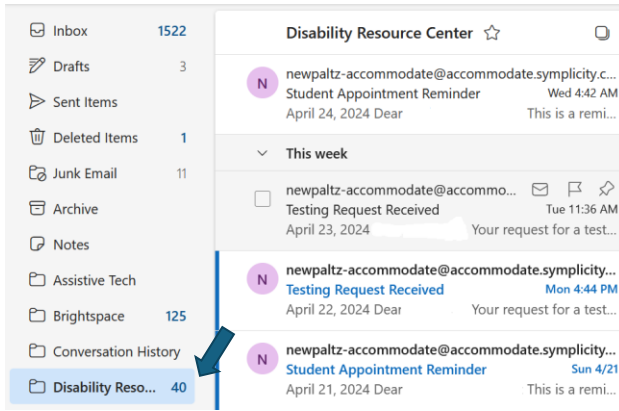 Inbox 1522
Drafts 3
Sent Items
Deleted Items 1
Junk Email 11
Archive
Notes
Assistive Tech
Brightspace 125
Conversation History
Disability Reso... 40
Disability Resource Center
N
newpaltz-accommodate@accommodate.symplicity.c...
Student Appointment Reminder Wed 4:42 AM
April 24, 2024 Dear This is a remi...
This week
newpaltz-accommodate@accommo...
Testing Request Received Tue 11:36 AM
April 23, 2024 Your request for a test...
N
newpaltz-accommodate@accommodate.symplicity....
Testing Request Received Mon 4:44 PM
April 22, 2024 Dear Your request for a test...
N
newpaltz-accommodate@accommodate.symplicity....
Student Appointment Reminder Sun 4/21
April 21, 2024 Dear This is a remi...